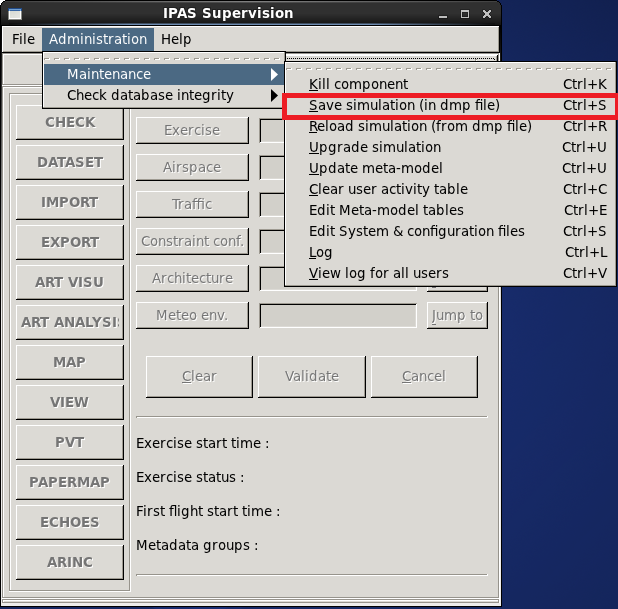 IPAS Supervision
File Administration Help
Maintenance
Check database integrity
Kill component Ctrl+K
Save simulation (in dmp file) Ctrl+S
Reload simulation (from dmp file) Ctrl+R
Upgrade simulation Ctrl+U
Update meta-model Ctrl+U
Clear user activity table Ctrl+C
Edit Meta-model tables Ctrl+E
Edit System & configuration files Ctrl+S
Log Ctrl+L
View log for all users Ctrl+V
CHECK
DATASET
IMPORT
EXPORT
ART VISU
ART ANALYSI
MAP
VIEW
PVT
PAPERMAP
ECHOES
ARINC
Exercise
Airspace
Traffic
Constraint conf.
Architecture
Meteo env. Jump to
Clear Validate Cancel
Exercise start time :
Exercise status :
First flight start time :
Metadata groups :